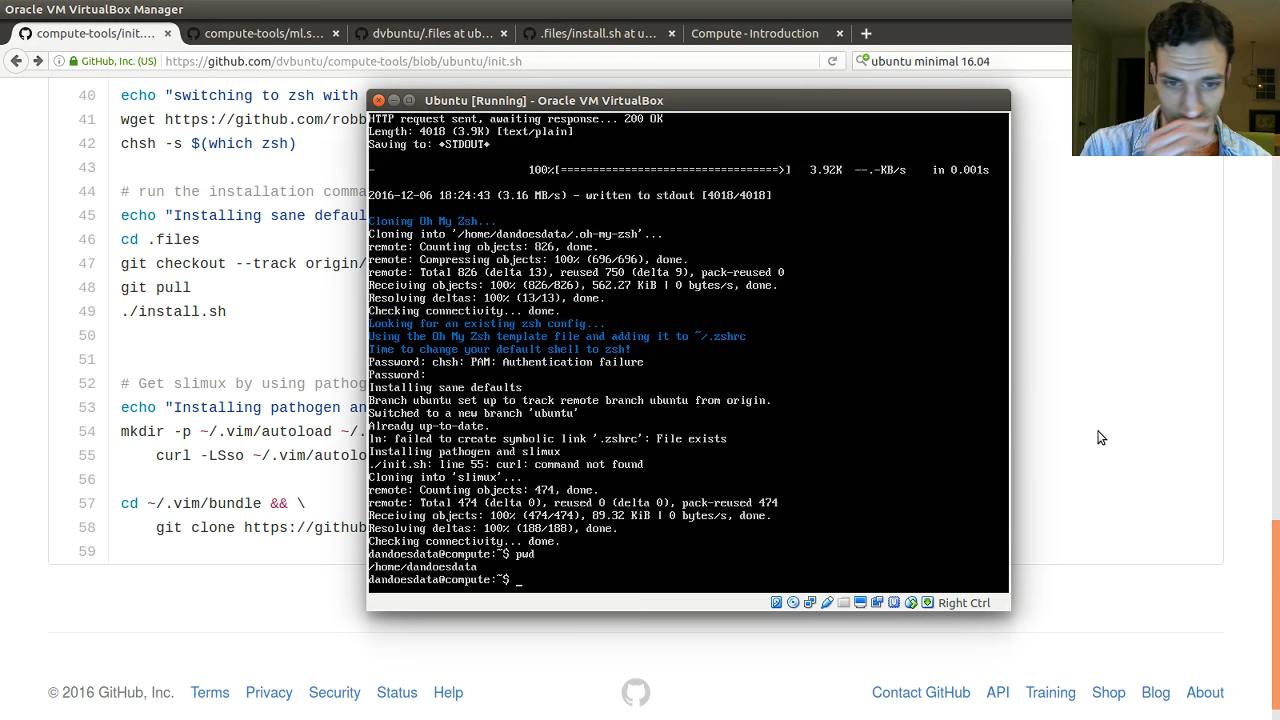 Oracle VM VirtualBox Manager
compute-tools/init.... × compute-tools/ml.s... × dvbuntu/.files at ub... × .files/install.sh at u... × Compute - Introduction × +
GitHub, Inc. (US) https://github.com/dvbuntu/compute-tools/blob/ubuntu/init.sh ubuntu minimal 16.04
40 echo "switching to zsh with
41 wget https://github.com/robb
42 chsh -s $(which zsh)
43
44 # run the installation comma
45 echo "Installing sane defaul
46 cd .files
47 git checkout --track origin/
48 git pull
49 ./install.sh
50
51
52 # Get slimux by using pathog
53 echo "Installing pathogen an
54 mkdir -p ~/.vim/autoload ~/.
55 curl -LSso ~/.vim/autolo
56
57 cd ~/.vim/bundle && \
58 git clone https://github
59
Ubuntu [Running] - Oracle VM VirtualBox
HTTP request sent, awaiting response... 200 OK
Length: 4018 (3.9K) [text/plain]
Saving to: ♦STDOUT♦
- 100%[==================================>] 3.92K --.-KB/s in 0.001s
2016-12-06 18:24:43 (3.16 MB/s) - written to stdout [4018/4018]
Cloning Oh My Zsh...
Cloning into '/home/dandoesdata/.oh-my-zsh'...
remote: Counting objects: 826, done.
remote: Compressing objects: 100% (696/696), done.
remote: Total 826 (delta 13), reused 750 (delta 9), pack-reused 0
Receiving objects: 100% (826/826), 562.27 KiB | 0 bytes/s, done.
Resolving deltas: 100% (13/13), done.
Checking connectivity... done.
Looking for an existing zsh config...
Using the Oh My Zsh template file and adding it to ~/.zshrc
Time to change your default shell to zsh!
Password: chsh: PAM: Authentication failure
Password:
Installing sane defaults
Branch ubuntu set up to track remote branch ubuntu from origin.
Switched to a new branch 'ubuntu'
Already up-to-date.
ln: failed to create symbolic link '.zshrc': File exists
Installing pathogen and slimux
./init.sh: line 55: curl: command not found
Cloning into 'slimux'...
remote: Counting objects: 474, done.
remote: Total 474 (delta 0), reused 0 (delta 0), pack-reused 474
Receiving objects: 100% (474/474), 89.32 KiB | 0 bytes/s, done.
Resolving deltas: 100% (188/188), done.
Checking connectivity... done.
dandoesdata@compute:~$ pwd
/home/dandoesdata
dandoesdata@compute:~$ _
Right Ctrl
© 2016 GitHub, Inc. Terms Privacy Security Status Help Contact GitHub API Training Shop Blog About